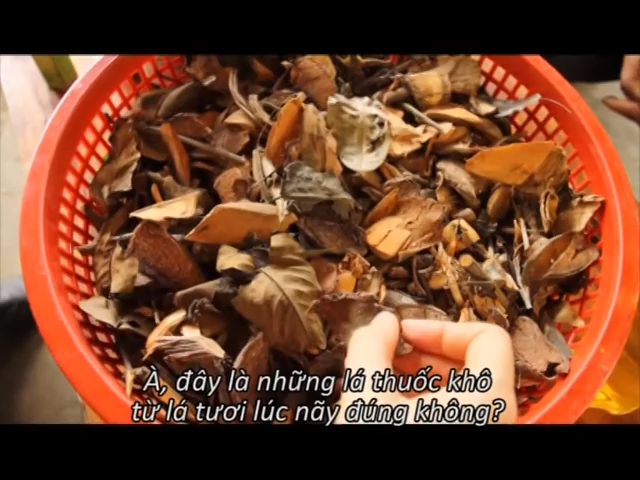 À, đây là những lá thuốc khô
từ lá tươi lúc nãy đúng không?